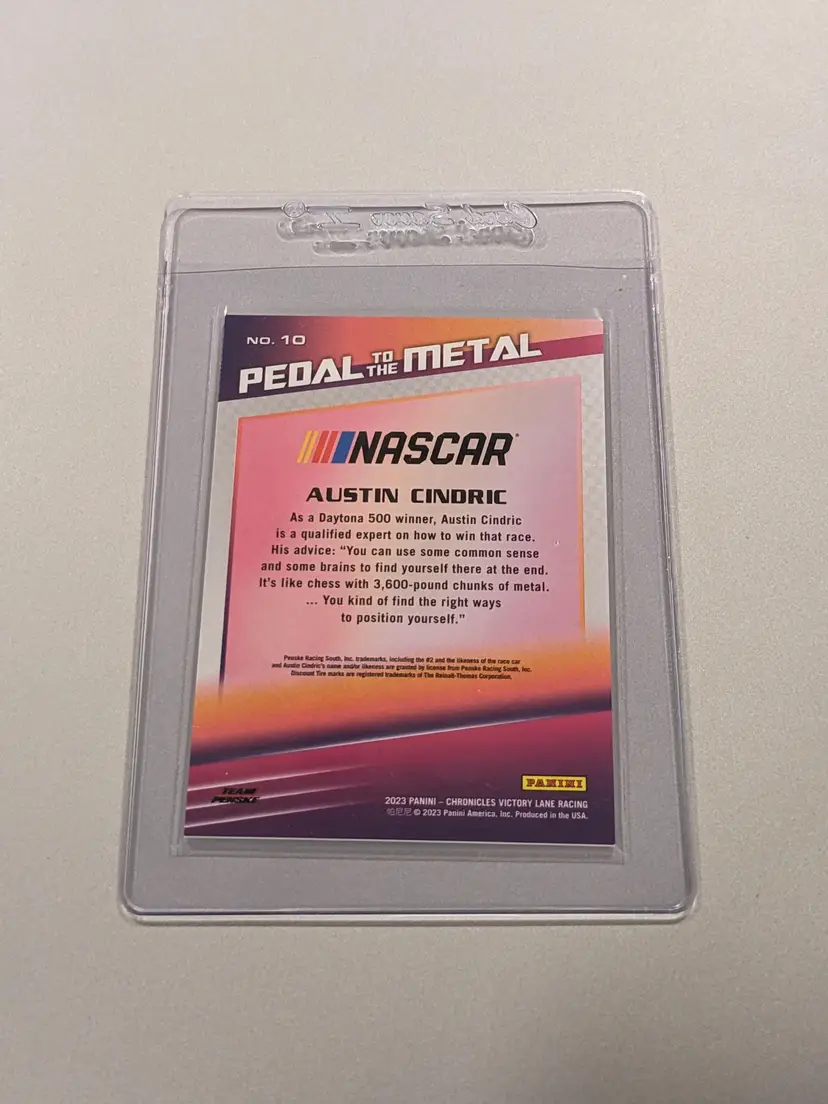 NO. 10
PEDAL TO THE METAL
NASCAR
AUSTIN CINDRIC
As a Daytona 500 winner, Austin Cindric
is a qualified expert on how to win that race.
His advice: “You can use some common sense
and some brains to find yourself there at the end.
It’s like chess with 3,600-pound chunks of metal.
... You kind of find the right ways
to position yourself.”
Penske Racing South, Inc. trademarks, including the #2 and the likeness of the race car
and Austin Cindric’s name and/or likeness are granted by license from Penske Racing South, Inc.
Discount Tire marks are registered trademarks of The Reinalt-Thomas Corporation.
PANINI
TEAM
PENSKE
2023 PANINI – CHRONICLES VICTORY LANE RACING
帕尼尼 © 2023 Panini America, Inc. Produced in the USA.